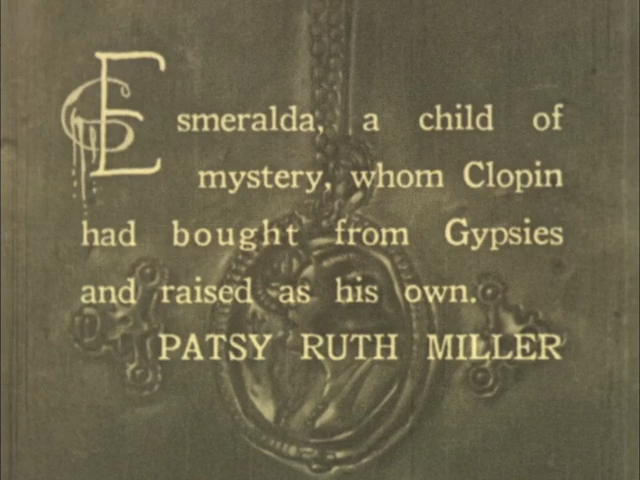 Esmeralda, a child of
mystery, whom Clopin
had bought from Gypsies
and raised as his own.
PATSY RUTH MILLER